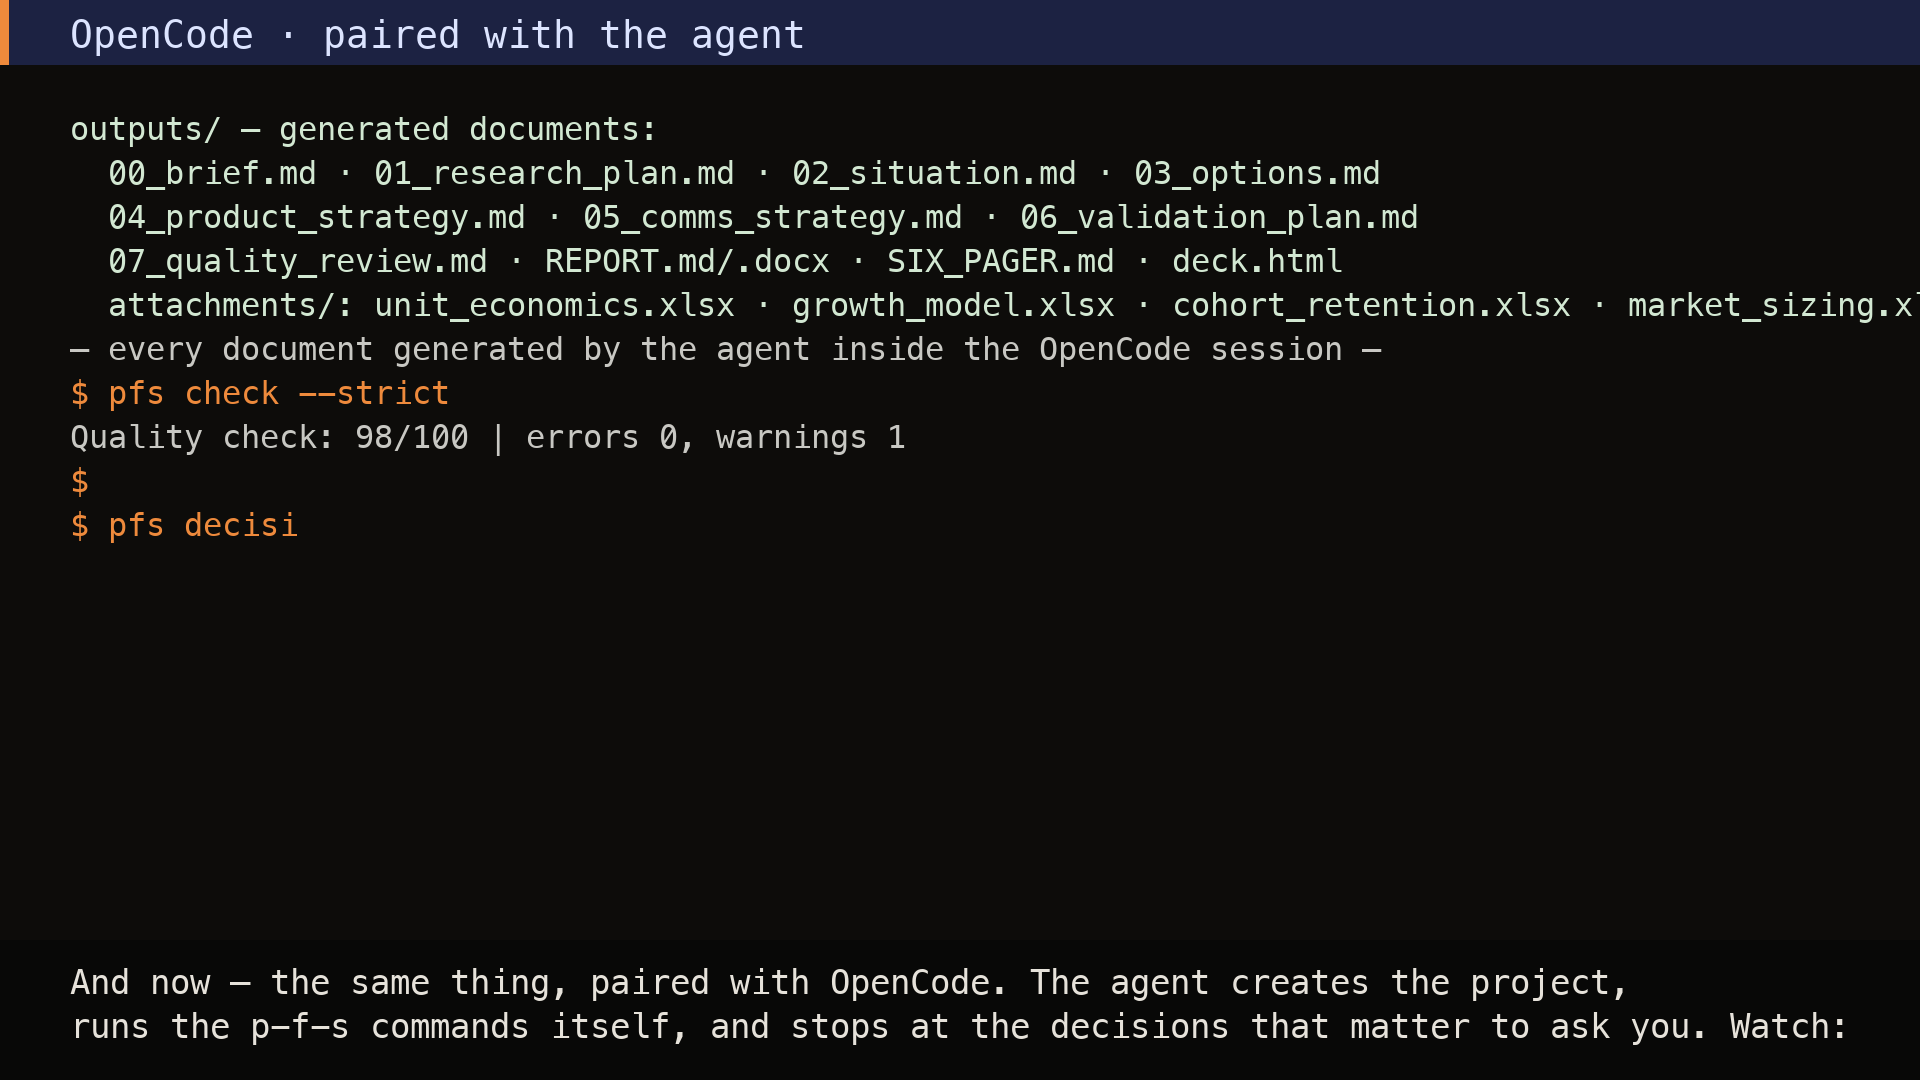 OpenCode · paired with the agent
outputs/ — generated documents:
00_brief.md · 01_research_plan.md · 02_situation.md · 03_options.md
04_product_strategy.md · 05_comms_strategy.md · 06_validation_plan.md
07_quality_review.md · REPORT.md/.docx · SIX_PAGER.md · deck.html
attachments/: unit_economics.xlsx · growth_model.xlsx · cohort_retention.xlsx · market_sizing.xl
— every document generated by the agent inside the OpenCode session —
$ pfs check --strict
Quality check: 98/100 | errors 0, warnings 1
$
$ pfs decisi
And now — the same thing, paired with OpenCode. The agent creates the project,
runs the p-f-s commands itself, and stops at the decisions that matter to ask you. Watch: